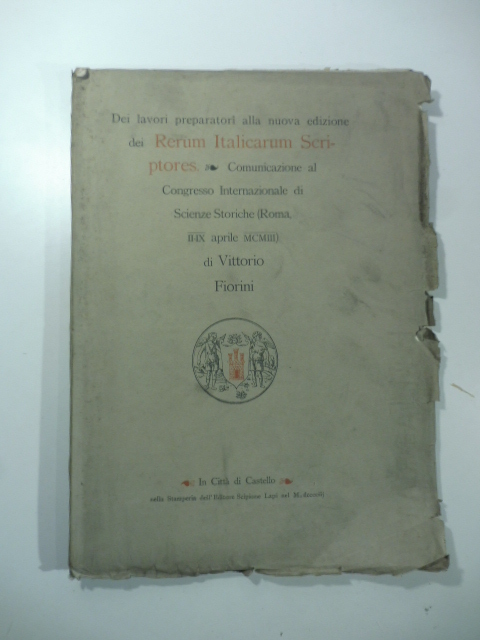 Dei lavori preparatori alla nuova edizione
dei Rerum Italicarum Scri-
ptores. Comunicazione al
Congresso Internazionale di
Scienze Storiche (Roma,
II-IX aprile MCMIII)
di Vittorio
Fiorini
In Città di Castello
nella Stamperia dell'Editore Scipione Lapi nel